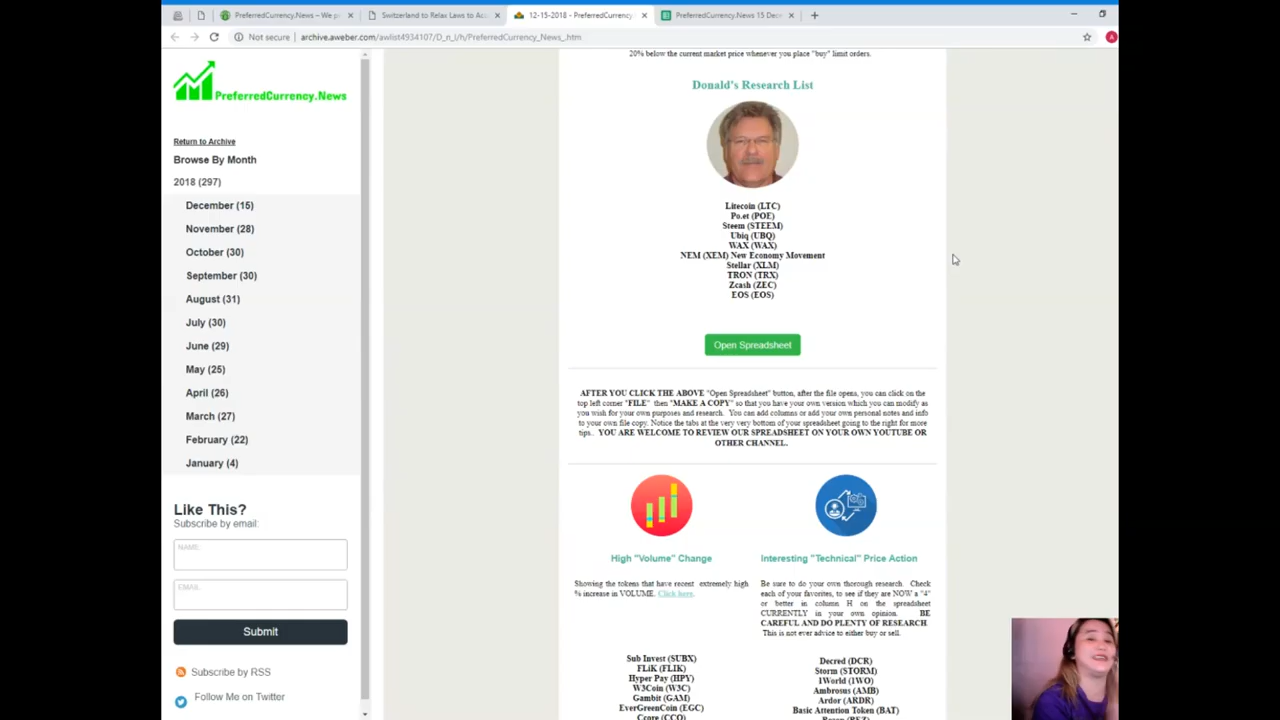 PreferredCurrency.News – We p
Switzerland to Relax Laws to Acc
12-15-2018 - PreferredCurrency
PreferredCurrency.News 15 Dec
Not secure | archive.aweber.com/awlist4934107/D_n_l/h/PreferredCurrency_News_.htm
A
PreferredCurrency.News
Return to Archive
Browse By Month
2018 (297)
December (15)
November (28)
October (30)
September (30)
August (31)
July (30)
June (29)
May (25)
April (26)
March (27)
February (22)
January (4)
Like This?
Subscribe by email:
NAME:
EMAIL:
Submit
Subscribe by RSS
Follow Me on Twitter
20% below the current market price whenever you place "buy" limit orders.
Donald's Research List
Litecoin (LTC)
Po.et (POE)
Steem (STEEM)
Ubiq (UBQ)
WAX (WAX)
NEM (XEM) New Economy Movement
Stellar (XLM)
TRON (TRX)
Zcash (ZEC)
EOS (EOS)
Open Spreadsheet
AFTER YOU CLICK THE ABOVE "Open Spreadsheet" button, after the file opens, you can click on the
top left corner "FILE" then "MAKE A COPY" so that you have your own version which you can modify as
you wish for your own purposes and research. You can add columns or add your own personal notes and info
to your own file copy. Notice the tabs at the very very bottom of your spreadsheet going to the right for more
tips.. YOU ARE WELCOME TO REVIEW OUR SPREADSHEET ON YOUR OWN YOUTUBE OR
OTHER CHANNEL.
High "Volume" Change
Showing the tokens that have recent extremely high
% increase in VOLUME. Click here.
Sub Invest (SUBX)
FLiK (FLIK)
Hyper Pay (HPY)
W3Coin (W3C)
Gambit (GAM)
EverGreenCoin (EGC)
Ccore (CCO)
Interesting "Technical" Price Action
Be sure to do your own thorough research. Check
each of your favorites, to see if they are NOW a "4"
or better in column H on the spreadsheet
CURRENTLY in your own opinion. BE
CAREFUL AND DO PLENTY OF RESEARCH.
This is not ever advice to either buy or sell.
Decred (DCR)
Storm (STORM)
1World (1WO)
Ambrosus (AMB)
Ardor (ARDR)
Basic Attention Token (BAT)